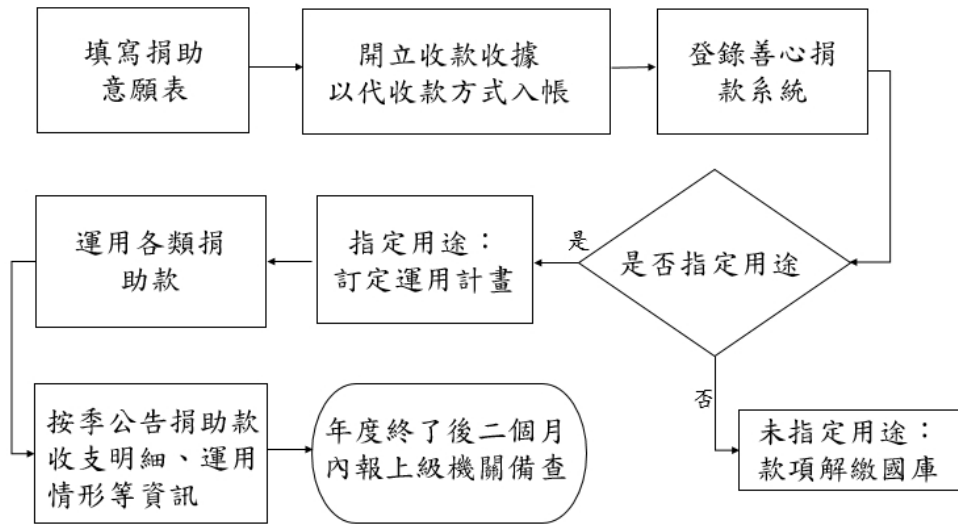 填寫捐助
意願表
開立收款收據
以代收款方式入帳
登錄善心捐
款系統
是否指定用途
是
指定用途：
訂定運用計畫
運用各類捐
助款
否
未指定用途：
款項解繳國庫
按季公告捐助款
收支明細、運用
情形等資訊
年度終了後二個月
內報上級機關備查